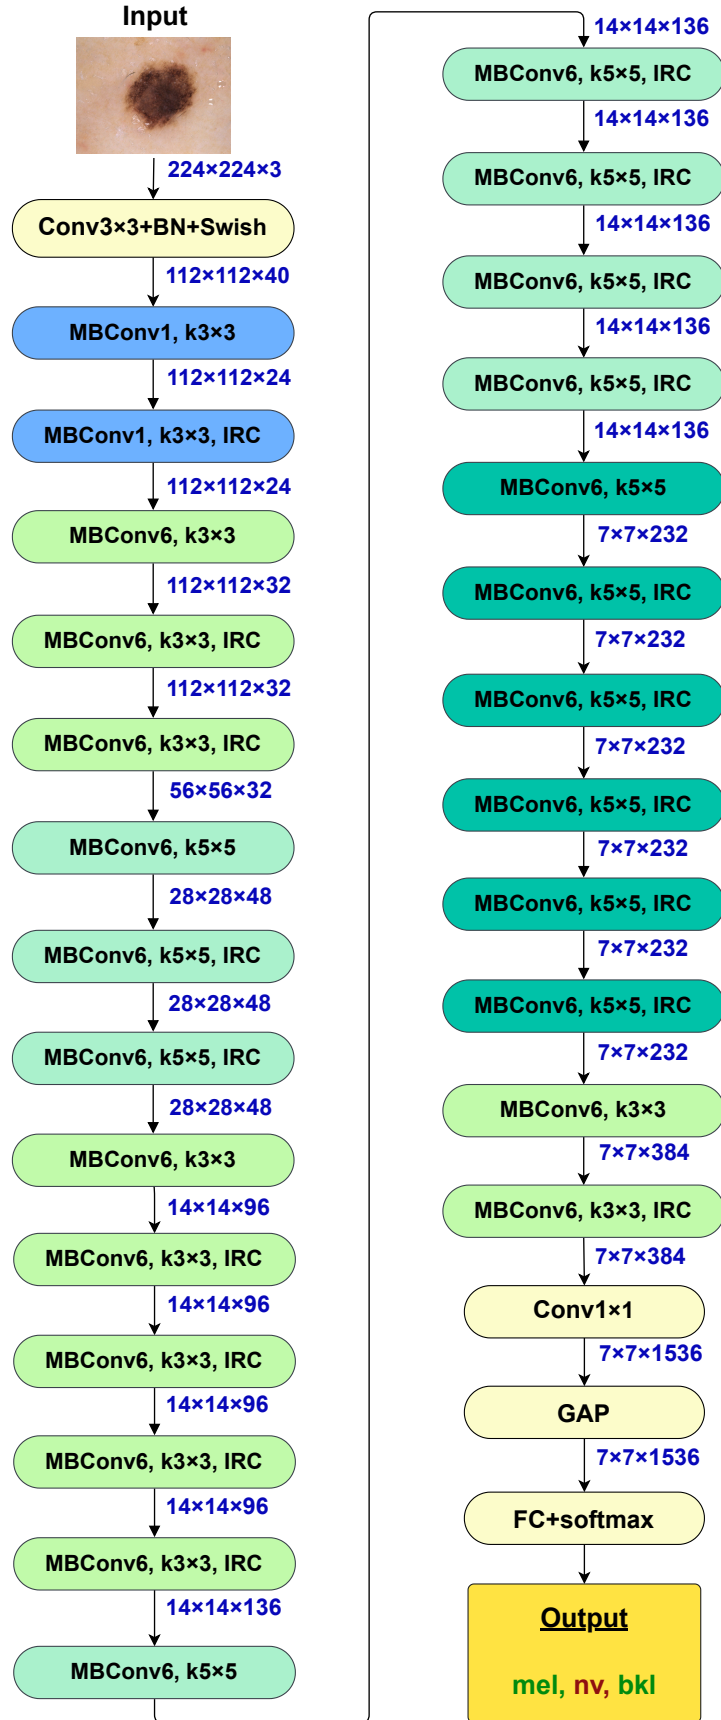 Input
224×224×3
Conv3×3+BN+Swish
112×112×40
MBConv1, k3×3
112×112×24
MBConv1, k3×3, IRC
112×112×24
MBConv6, k3×3
112×112×32
MBConv6, k3×3, IRC
112×112×32
MBConv6, k3×3, IRC
56×56×32
MBConv6, k5×5
28×28×48
MBConv6, k5×5, IRC
28×28×48
MBConv6, k5×5, IRC
28×28×48
MBConv6, k3×3
14×14×96
MBConv6, k3×3, IRC
14×14×96
MBConv6, k3×3, IRC
14×14×96
MBConv6, k3×3, IRC
14×14×96
MBConv6, k3×3, IRC
14×14×136
MBConv6, k5×5
14×14×136
MBConv6, k5×5, IRC
14×14×136
MBConv6, k5×5, IRC
14×14×136
MBConv6, k5×5, IRC
14×14×136
MBConv6, k5×5, IRC
14×14×136
MBConv6, k5×5
7×7×232
MBConv6, k5×5, IRC
7×7×232
MBConv6, k5×5, IRC
7×7×232
MBConv6, k5×5, IRC
7×7×232
MBConv6, k5×5, IRC
7×7×232
MBConv6, k5×5, IRC
7×7×232
MBConv6, k3×3
7×7×384
MBConv6, k3×3, IRC
7×7×384
Conv1×1
7×7×1536
GAP
7×7×1536
FC+softmax
Output
mel, nv, bkl